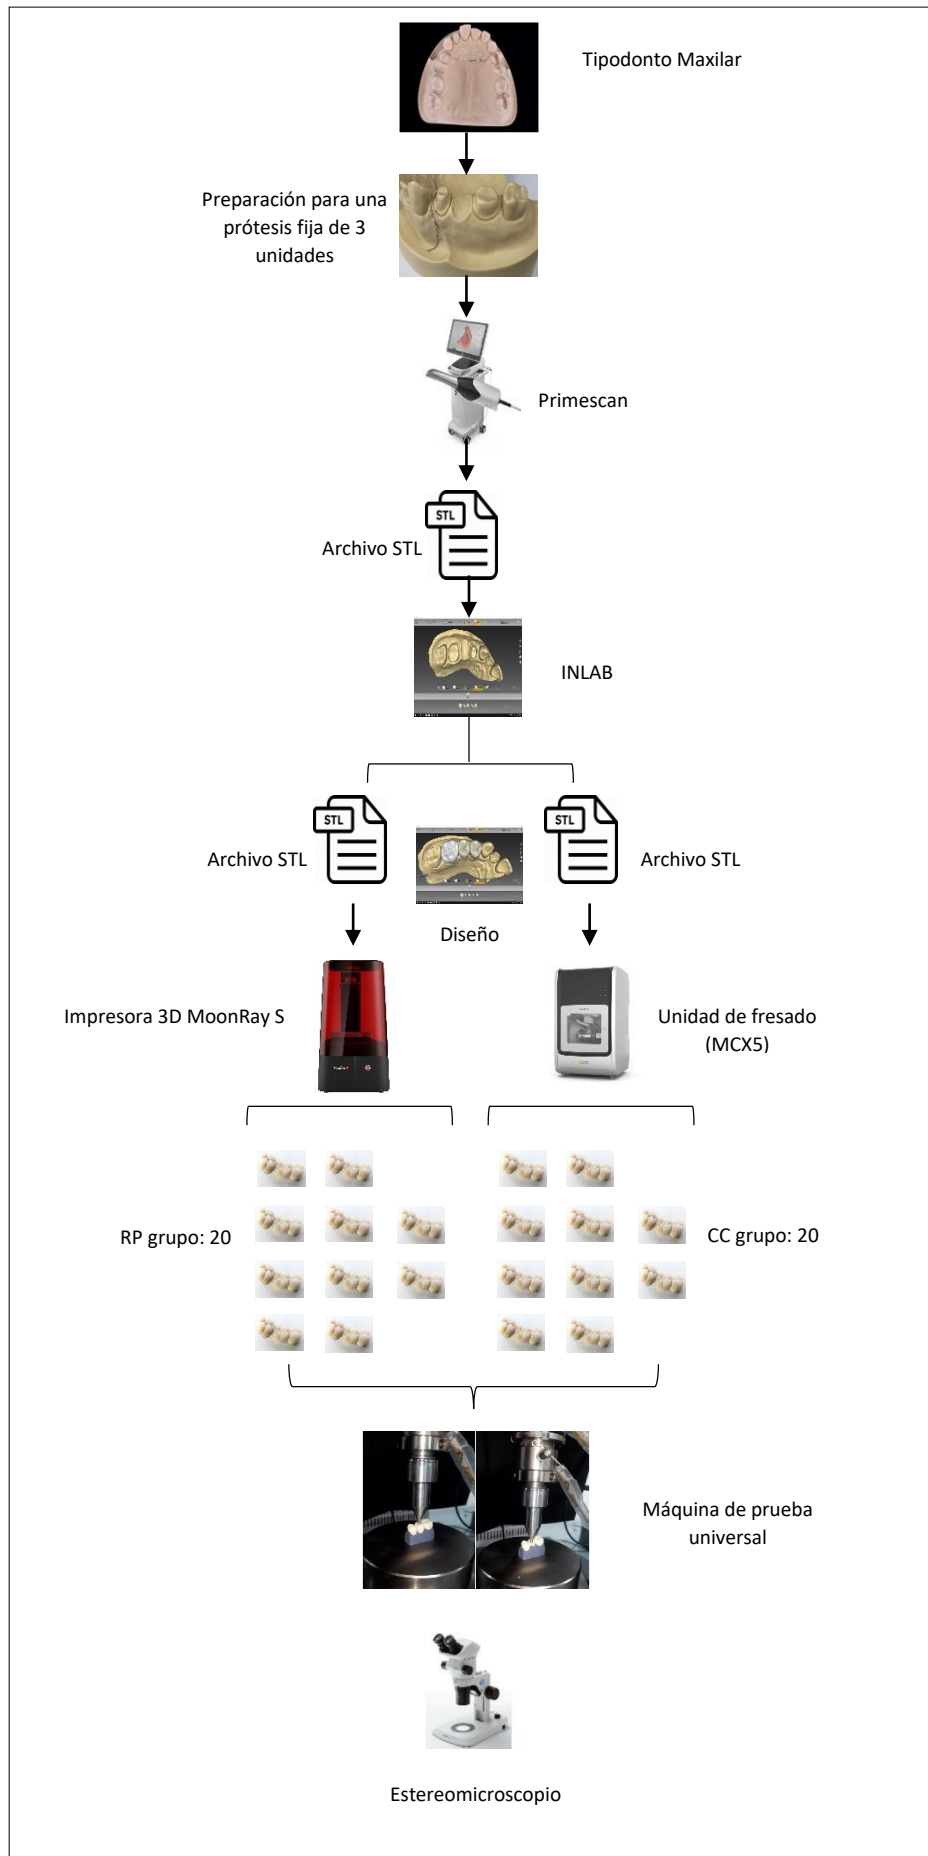 Tipodonto Maxilar
Preparación para una
prótesis fija de 3
unidades
Primescan
STL
Archivo STL
INLAB
STL
Archivo STL
STL
Archivo STL
Diseño
Impresora 3D MoonRay S
Unidad de fresado
(MCX5)
RP grupo: 20
CC grupo: 20
Máquina de prueba
universal
Estereomicroscopio